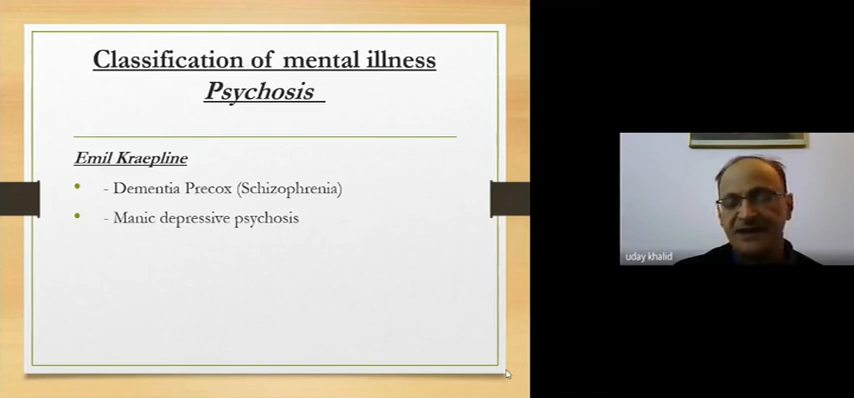 Classification of mental illness
Psychosis
Emil Kraepline
• - Dementia Precox (Schizophrenia)
• - Manic depressive psychosis
uday khalid